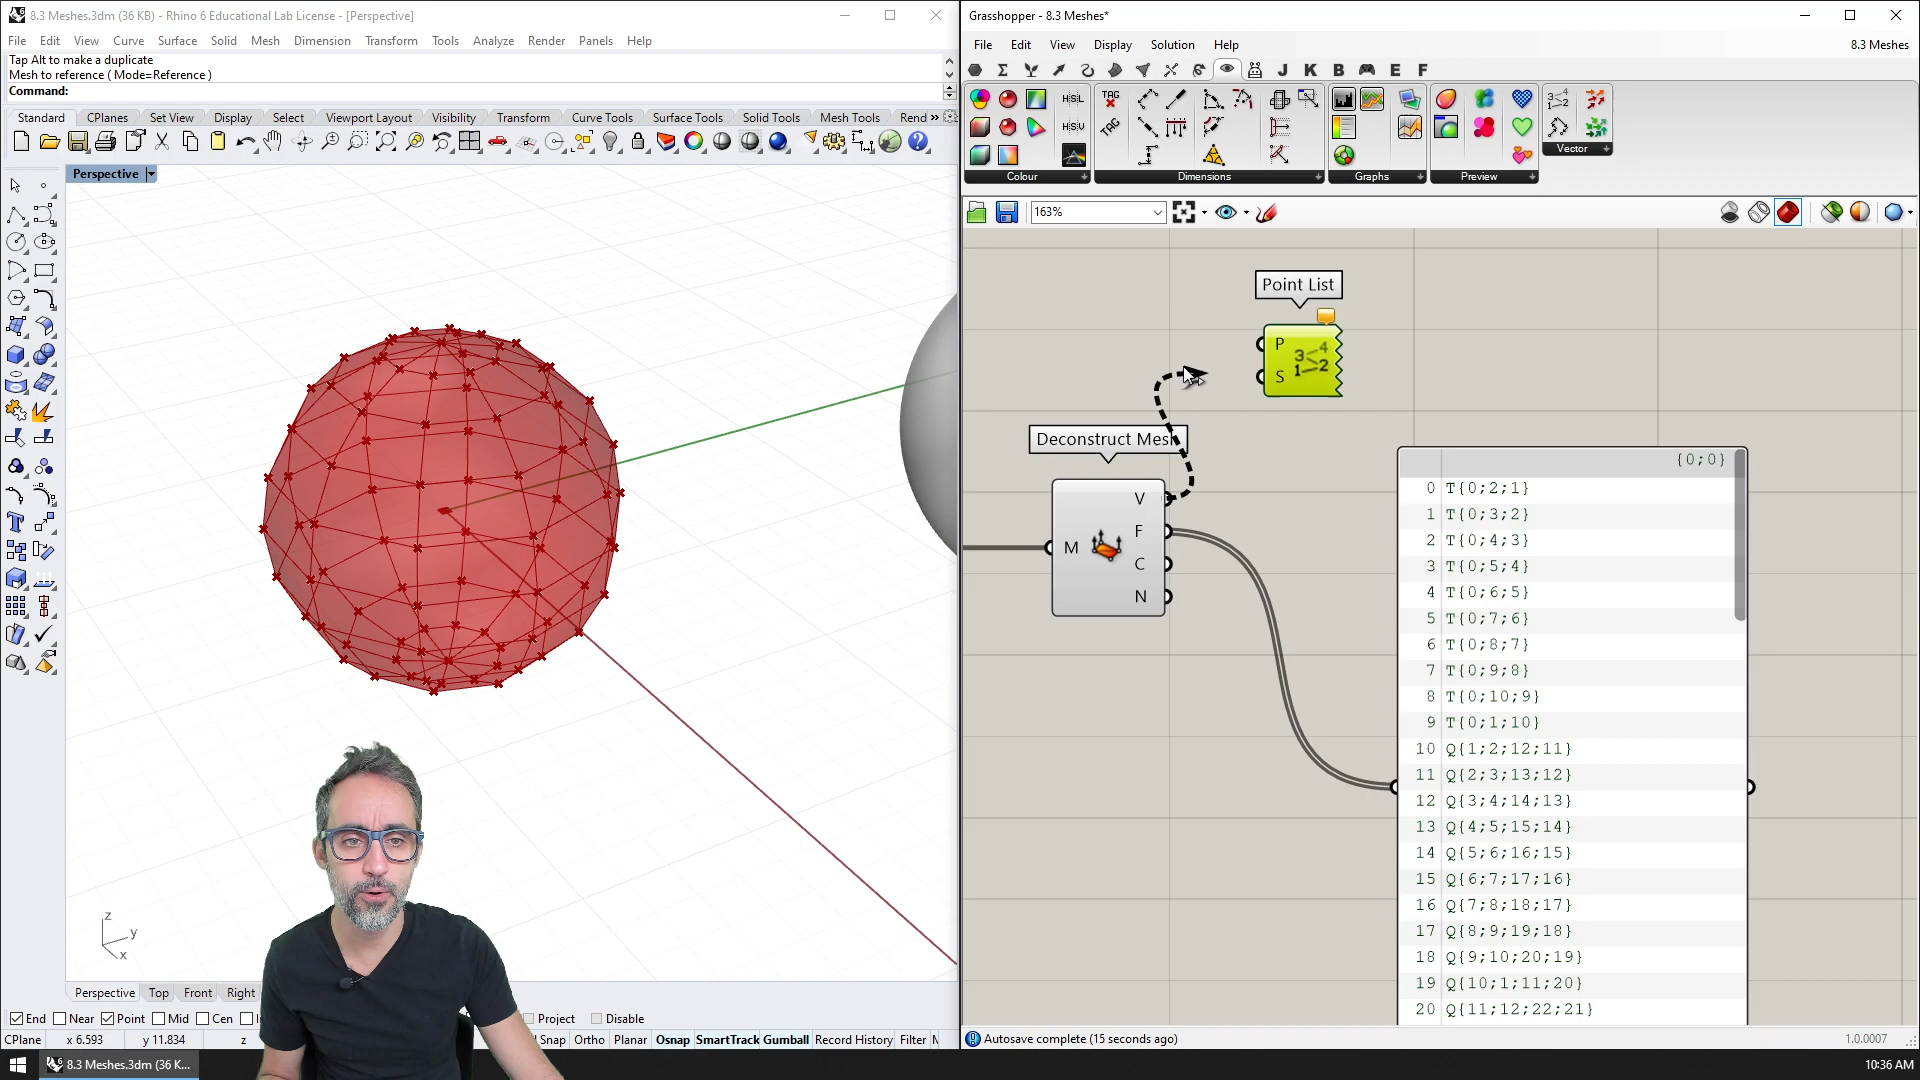 8.3 Meshes.3dm (36 KB) - Rhino 6 Educational Lab License - [Perspective]
File Edit View Curve Surface Solid Mesh Dimension Transform Tools Analyze Render Panels Help
Tap Alt to make a duplicate
Mesh to reference ( Mode=Reference )
Command:
Standard CPlanes Set View Display Select Viewport Layout Visibility Transform Curve Tools Surface Tools Solid Tools Mesh Tools Rend »
Perspective
z
y
x
Perspective Top Front Right
End Near Point Mid Cen Project Disable
CPlane x 6.593 y 11.834 z Snap Ortho Planar Osnap SmartTrack Gumball Record History Filter
8.3 Meshes.3dm (36 K...
Grasshopper - 8.3 Meshes*
File Edit View Display Solution Help 8.3 Meshes
J K B E F
H:S:L TAG
H:S:V TAG
Colour Dimensions Graphs Preview Vector
163%
Point List
P
S
3 4
1 2
Deconstruct Mesh
V
F
M
C
N
{0;0}
0 T{0;2;1}
1 T{0;3;2}
2 T{0;4;3}
3 T{0;5;4}
4 T{0;6;5}
5 T{0;7;6}
6 T{0;8;7}
7 T{0;9;8}
8 T{0;10;9}
9 T{0;1;10}
10 Q{1;2;12;11}
11 Q{2;3;13;12}
12 Q{3;4;14;13}
13 Q{4;5;15;14}
14 Q{5;6;16;15}
15 Q{6;7;17;16}
16 Q{7;8;18;17}
17 Q{8;9;19;18}
18 Q{9;10;20;19}
19 Q{10;1;11;20}
20 Q{11;12;22;21}
Autosave complete (15 seconds ago) 1.0.0007
10:36 AM